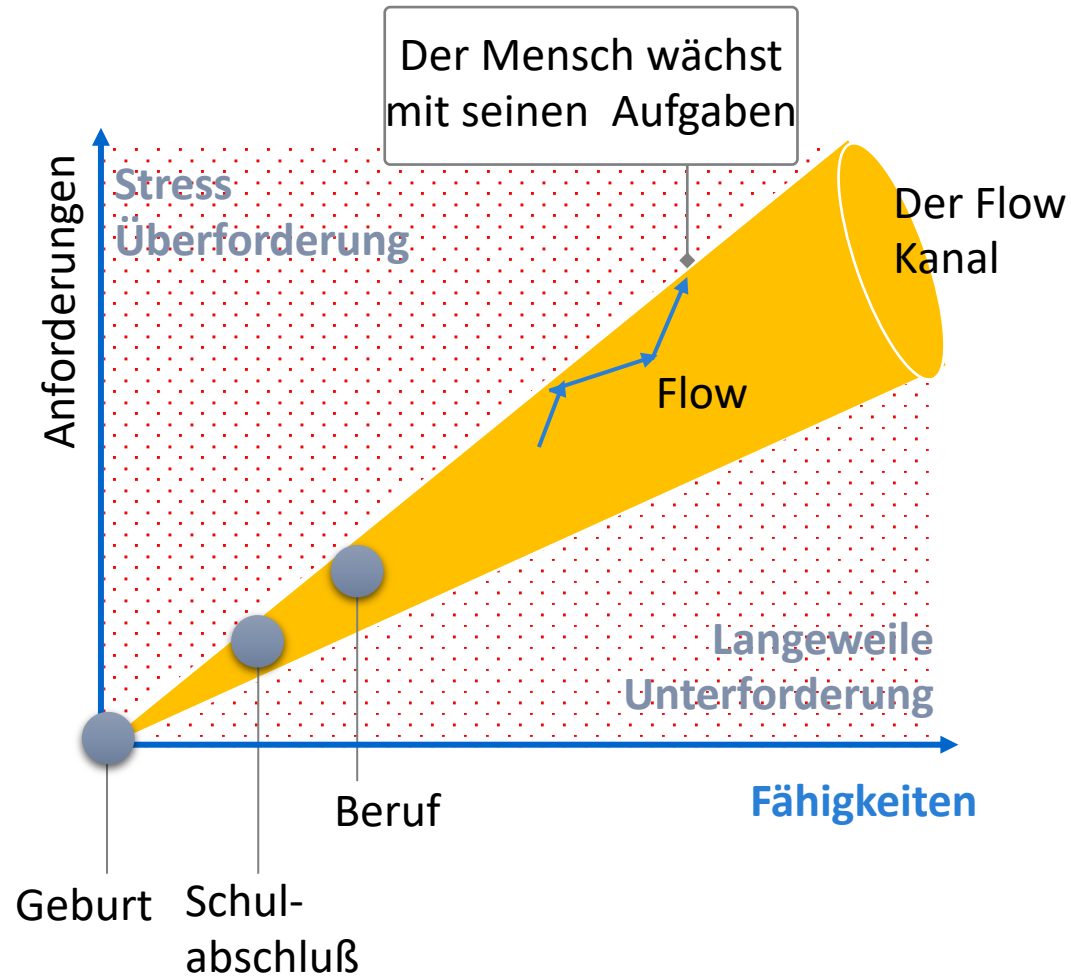 Der Mensch wächst
mit seinen Aufgaben
Anforderungen
Stress
Überforderung
Der Flow
Kanal
Flow
Langeweile
Unterforderung
Fähigkeiten
Beruf
Geburt
Schul-
abschluß